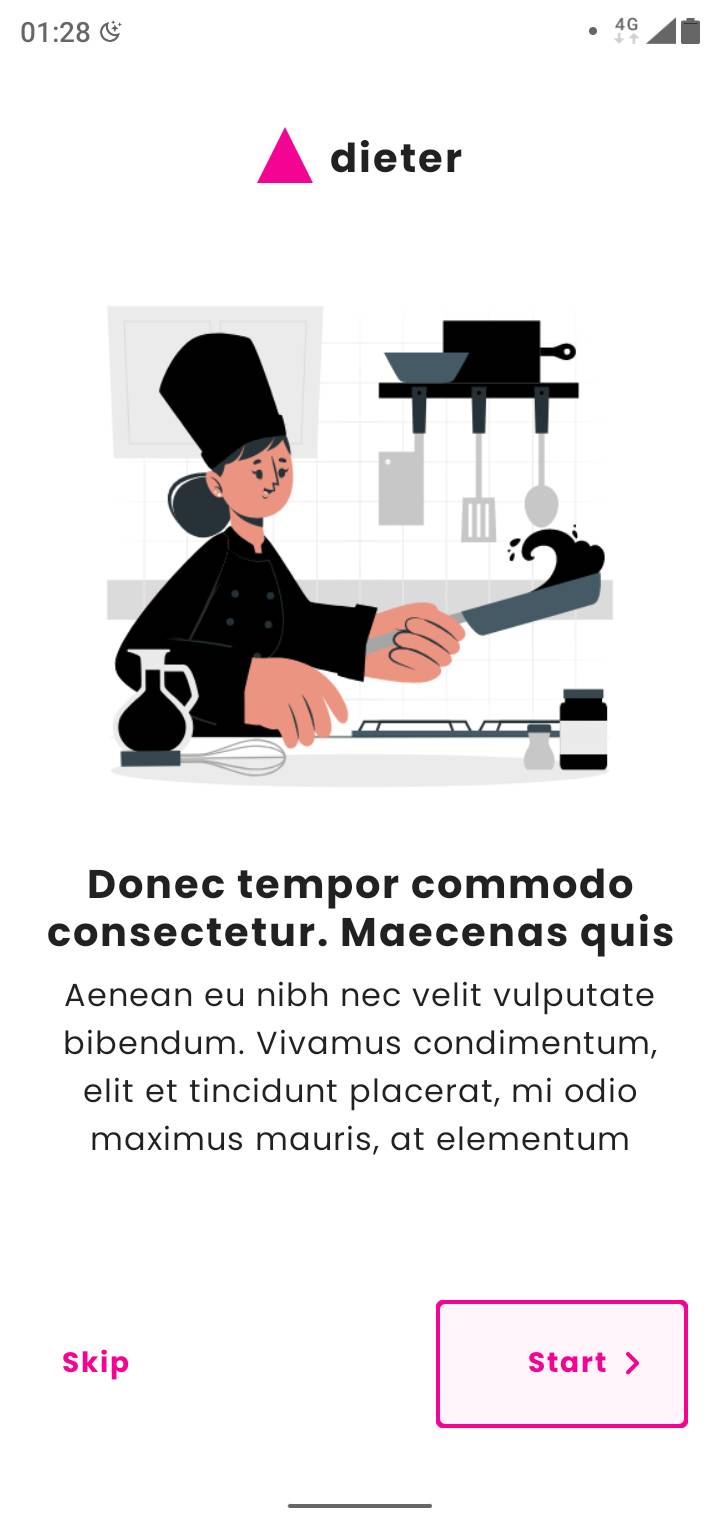 01:28
4G
dieter
Donec tempor commodo
consectetur. Maecenas quis
Aenean eu nibh nec velit vulputate
bibendum. Vivamus condimentum,
elit et tincidunt placerat, mi odio
maximus mauris, at elementum
Skip
Start